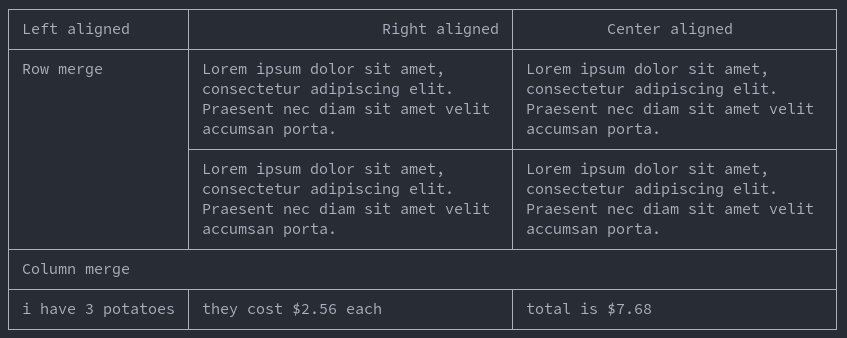 Left aligned
Right aligned
Center aligned
Row merge
Lorem ipsum dolor sit amet,
consectetur adipiscing elit.
Praesent nec diam sit amet velit
accumsan porta.
Lorem ipsum dolor sit amet,
consectetur adipiscing elit.
Praesent nec diam sit amet velit
accumsan porta.
Lorem ipsum dolor sit amet,
consectetur adipiscing elit.
Praesent nec diam sit amet velit
accumsan porta.
Lorem ipsum dolor sit amet,
consectetur adipiscing elit.
Praesent nec diam sit amet velit
accumsan porta.
Column merge
i have 3 potatoes
they cost $2.56 each
total is $7.68